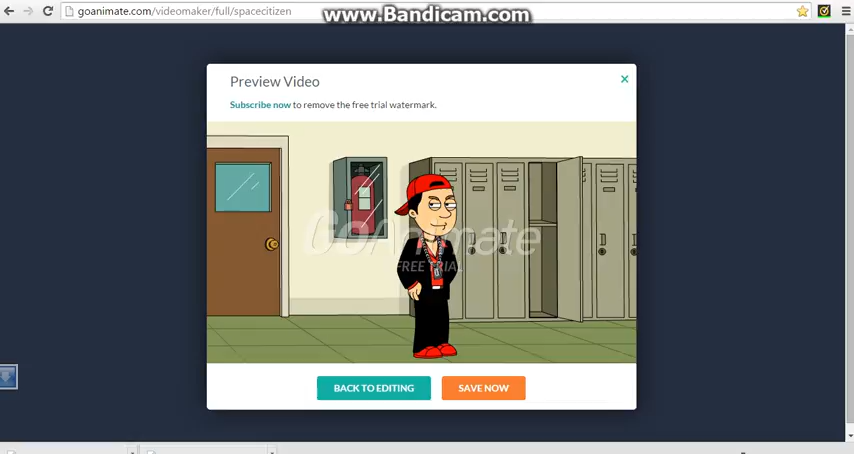 goanimate.com/videomaker/full/spacecitizen
www.Bandicam.com
Preview Video
Subscribe now to remove the free trial watermark.
GoAnimate
FREE TRIAL
BACK TO EDITING
SAVE NOW